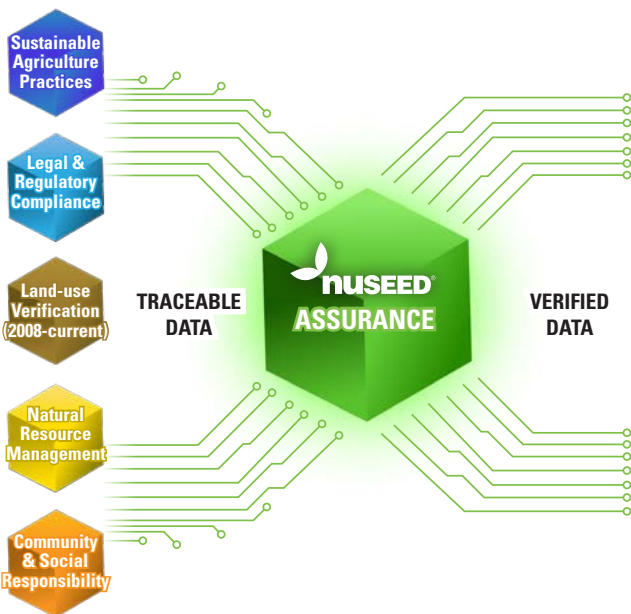 Sustainable
Agriculture
Practices
Legal &
Regulatory
Compliance
Land-use
Verification
(2008-current)
Natural
Resource
Management
Community
& Social
Responsibility
TRACEABLE
DATA
nuseed®
ASSURANCE
VERIFIED
DATA